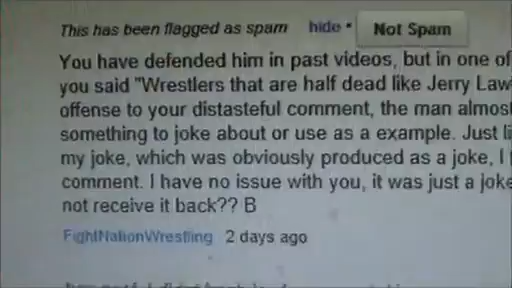 This has been flagged as spam hide • Not Spam
You have defended him in past videos, but in one of
you said "Wrestlers that are half dead like Jerry Law
offense to your distasteful comment, the man almost
something to joke about or use as a example. Just li
my joke, which was obviously produced as a joke, I
comment. I have no issue with you, it was just a joke
not receive it back?? B
FightNationWrestling 2 days ago